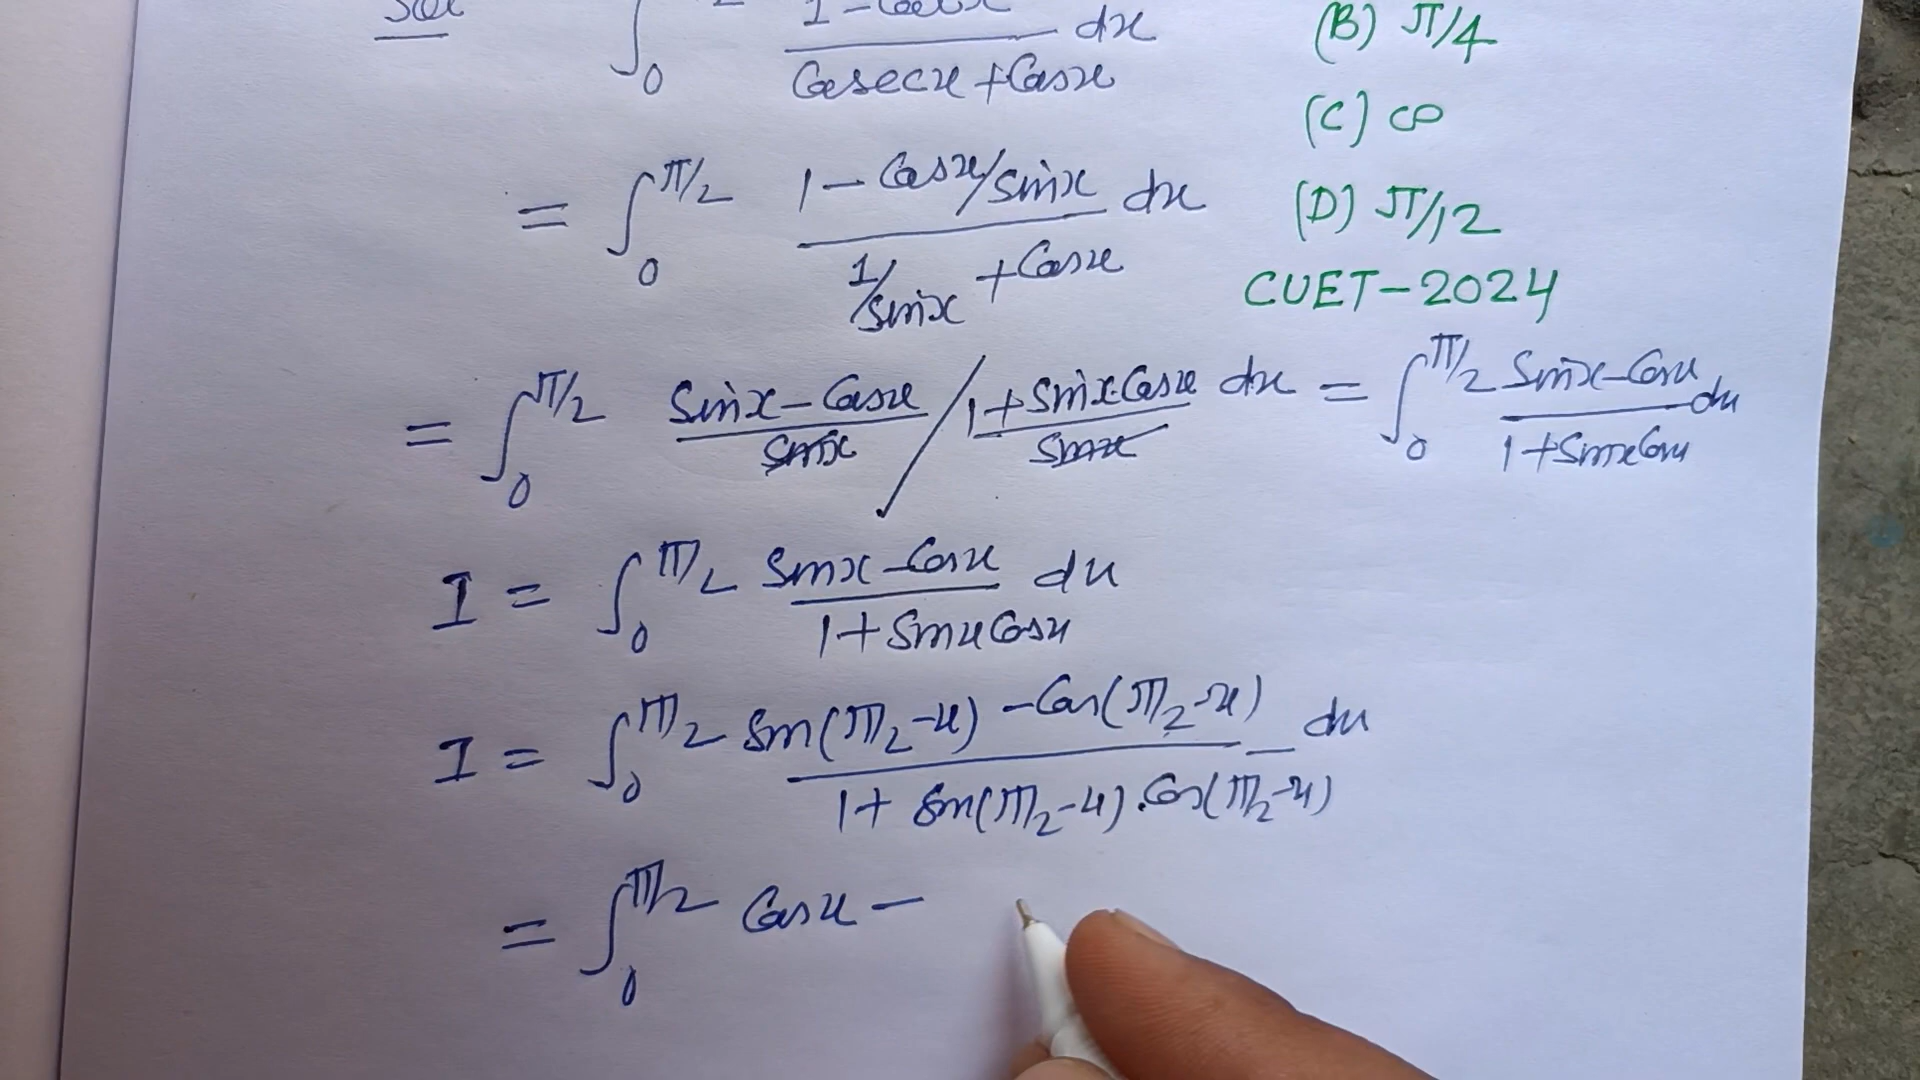 Sol ∫0 1-Cotx/Cosecx+Cosx dx (B) π/4
(C) ∞
= ∫0^π/2 1-Cosx/sinx / 1/sinx +Cosx dx (D) π/12
CUET-2024
= ∫0^π/2 Sinx-Cosx/Sinx / 1+SinxCosx/Sinx dx = ∫0^π/2 Sinx-Cosx/1+SinxCosx dx
I = ∫0^π/2 Sinx-Cosx/1+SinxCosx dx
I = ∫0^π/2 Sin(π/2-x) -Cos(π/2-x)/1+ Sin(π/2-x).Cos(π/2-x) dx
= ∫0^π/2 Cosx -